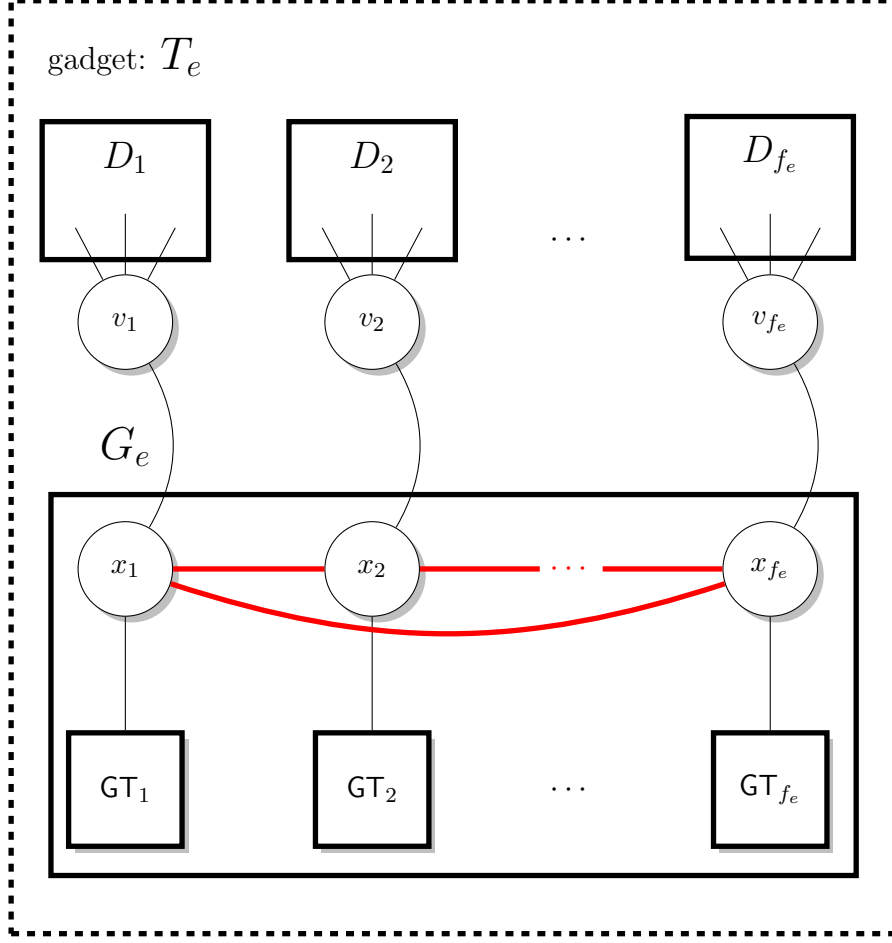 gadget: T_e
D_1 D_2 D_{f_e}
...
v_1 v_2 v_{f_e}
G_e
x_1 x_2 ... x_{f_e}
GT_1 GT_2 ... GT_{f_e}